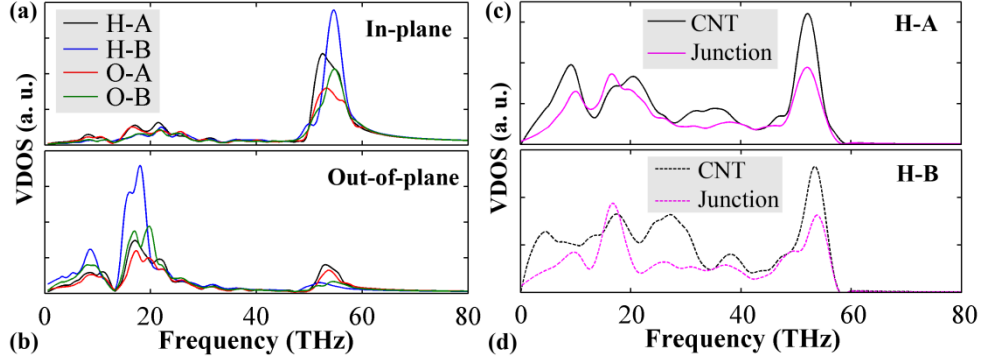 (a)
H-A
H-B
O-A
O-B
In-plane
Out-of-plane
VDOS (a. u.)
0 20 40 60 80
Frequency (THz)
(b)
(c)
CNT
Junction
H-A
CNT
Junction
H-B
VDOS (a. u.)
0 20 40 60 80
Frequency (THz)
(d)